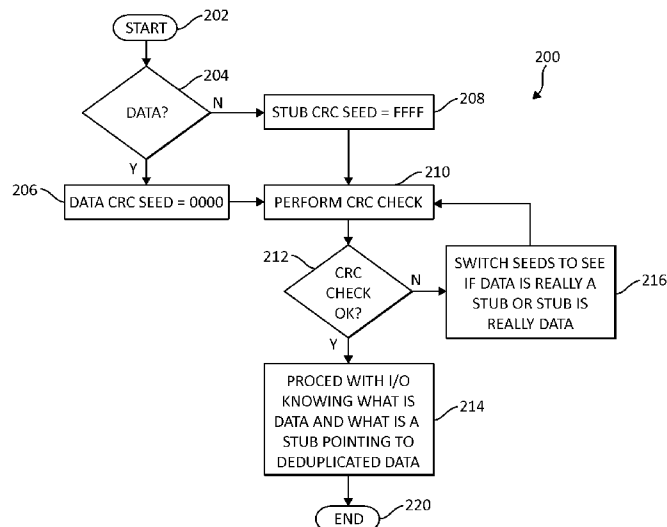 202
START
200
204
DATA?
N
STUB CRC SEED = FFFF
208
Y
210
206
DATA CRC SEED = 0000
PERFORM CRC CHECK
212
CRC
CHECK
OK?
N
SWITCH SEEDS TO SEE
IF DATA IS REALLY A
STUB OR STUB IS
REALLY DATA
216
Y
PROCED WITH I/O
KNOWING WHAT IS
DATA AND WHAT IS A
STUB POINTING TO
DEDUPLICATED DATA
214
END
220